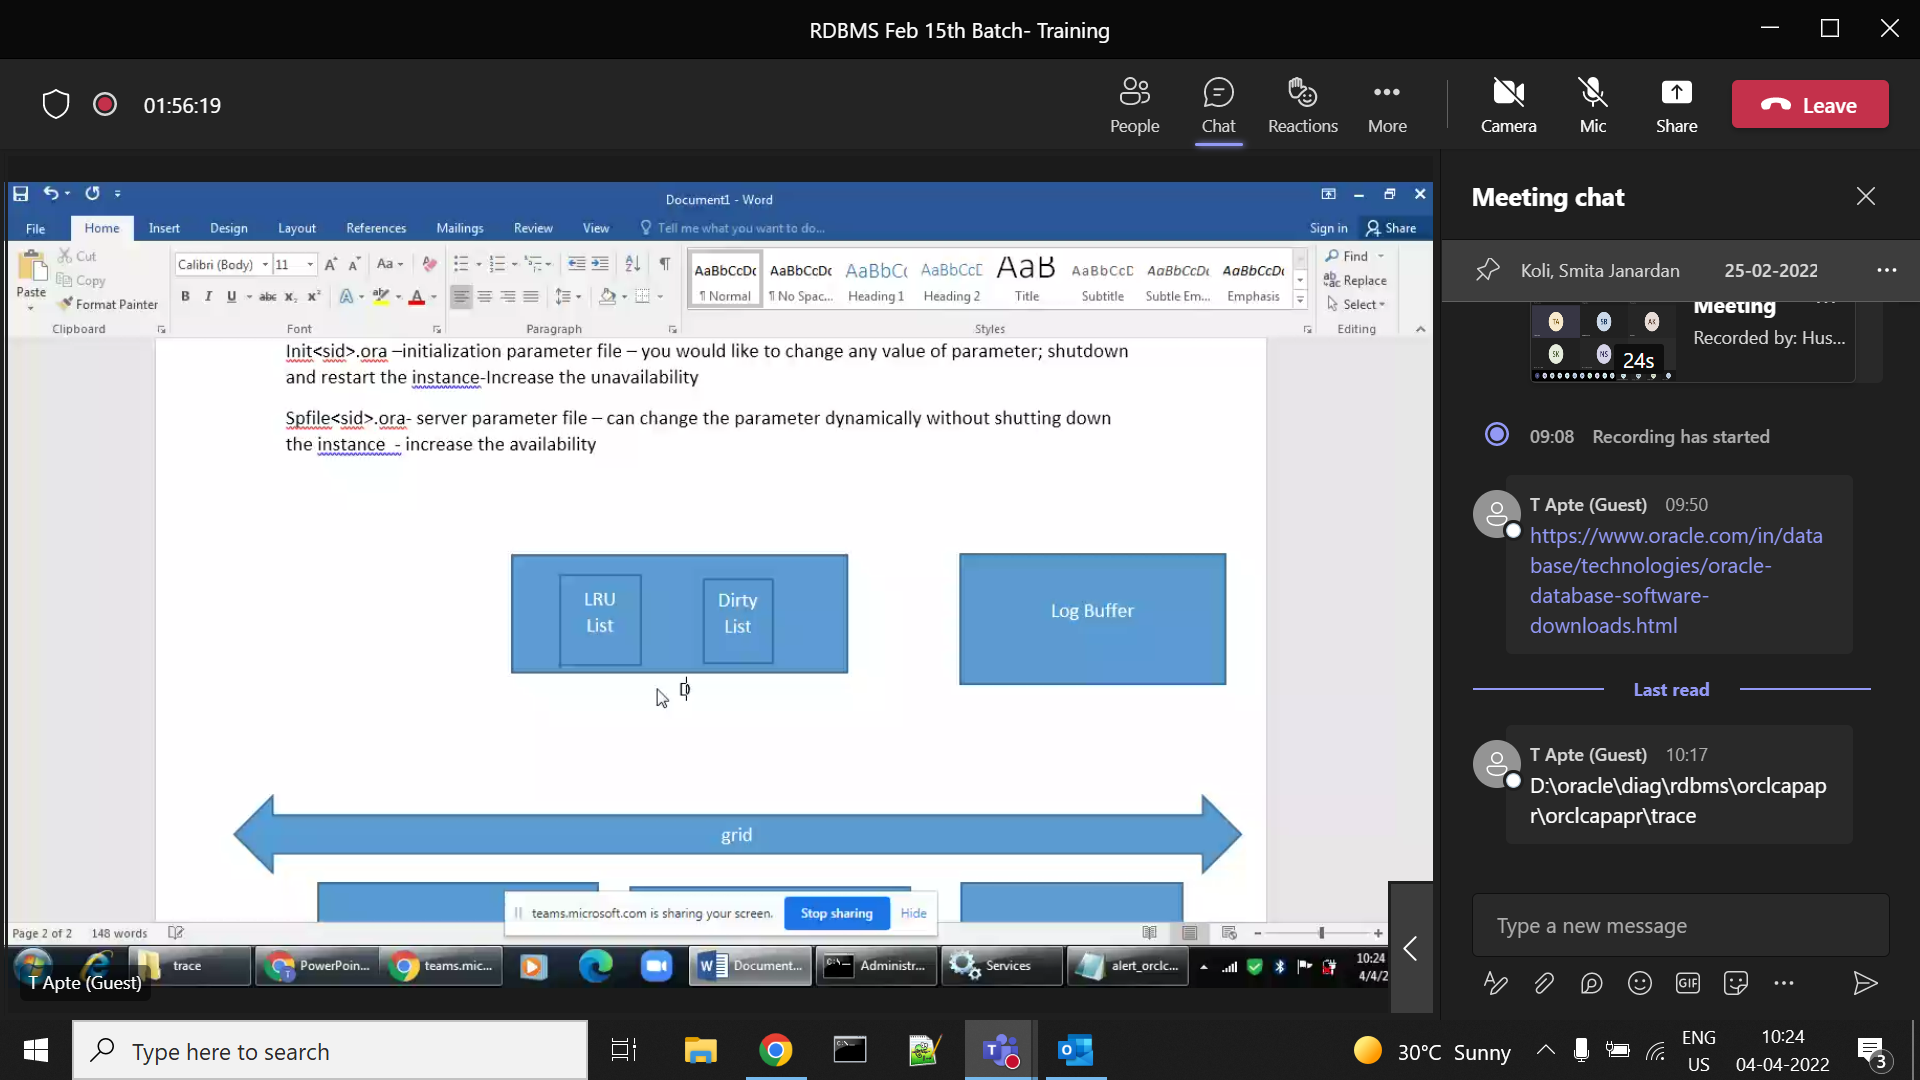 RDBMS Feb 15th Batch- Training
01:56:19
People
Chat
Reactions
More
Camera
Mic
Share
Leave
Document1 - Word
File
Home
Insert
Design
Layout
References
Mailings
Review
View
Tell me what you want to do...
Sign in
Share
Paste
Cut
Copy
Format Painter
Clipboard
Calibri (Body)
11
Font
Paragraph
AaBbCcDc
¶ Normal
AaBbCcDc
¶ No Spac...
AaBbCc
Heading 1
AaBbCcE
Heading 2
AaB
Title
AaBbCcD
Subtitle
AaBbCcDc
Subtle Em...
AaBbCcDc
Emphasis
Styles
Find
Replace
Select
Editing
Init<sid>.ora –initialization parameter file – you would like to change any value of parameter; shutdown
and restart the instance-Increase the unavailability
Spfile<sid>.ora- server parameter file – can change the parameter dynamically without shutting down
the instance - increase the availability
LRU
List
Dirty
List
Log Buffer
D
grid
teams.microsoft.com is sharing your screen.
Stop sharing
Hide
Page 2 of 2
148 words
trace
PowerPoin...
teams.mic...
Document...
Administr...
Services
alert_orclc...
10:24
4/4/2
T Apte (Guest)
Meeting chat
Koli, Smita Janardan
25-02-2022
Meeting
Recorded by: Hus...
TA
SB
AK
SK
NS
24s
09:08 Recording has started
T Apte (Guest) 09:50
https://www.oracle.com/in/data
base/technologies/oracle-
database-software-
downloads.html
Last read
T Apte (Guest) 10:17
D:\oracle\diag\rdbms\orclcapap
r\orclcapapr\trace
Type a new message
GIF
Type here to search
30°C Sunny
ENG
US
10:24
04-04-2022
3